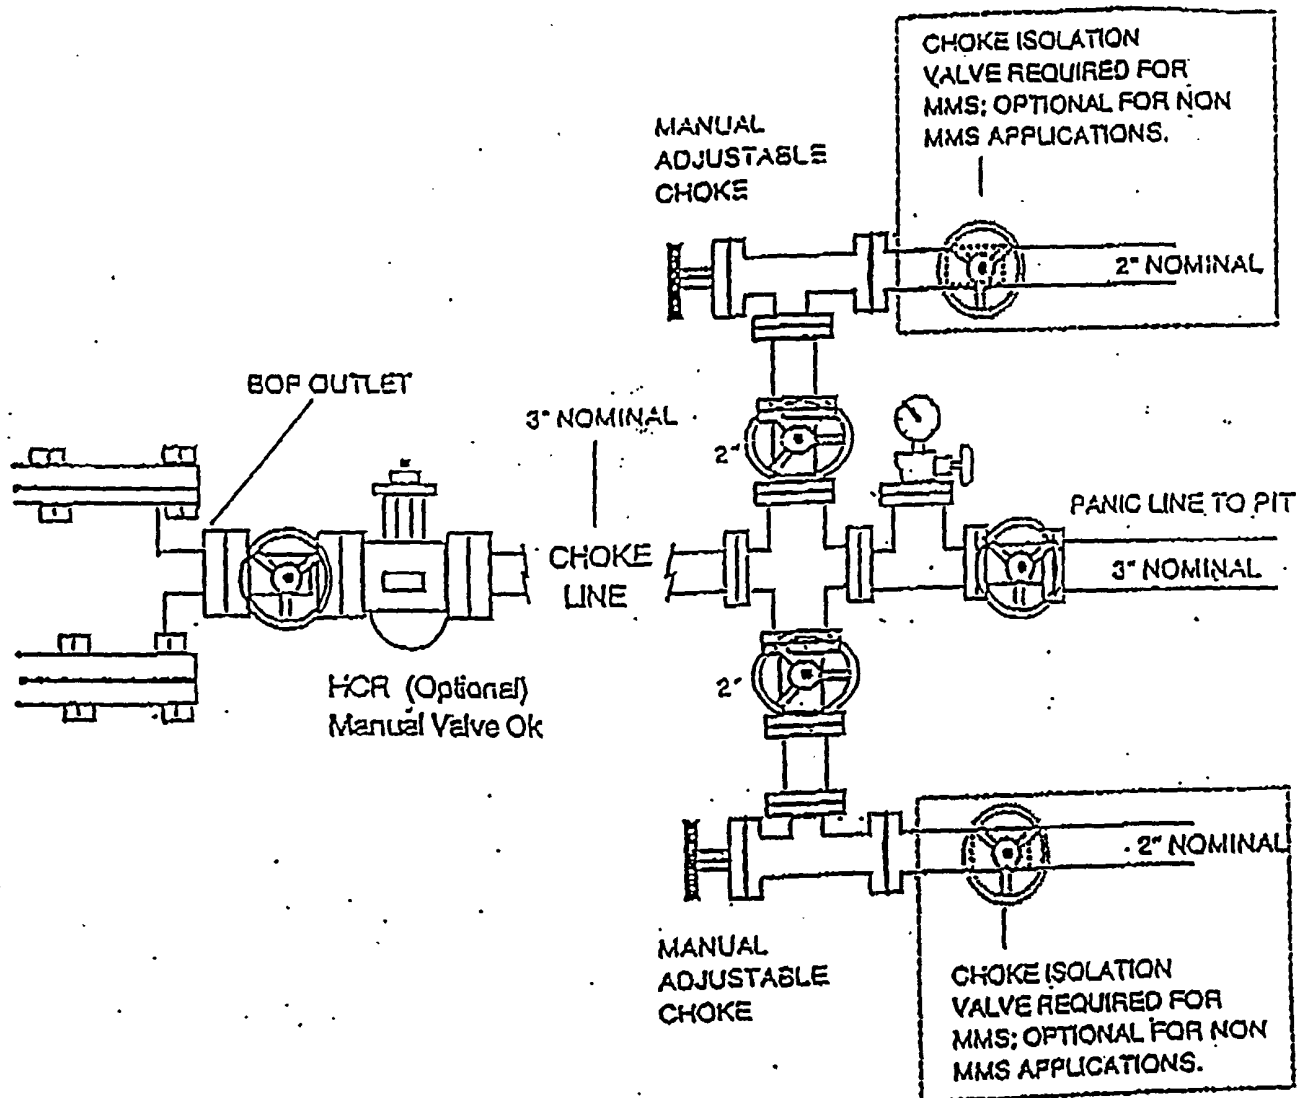 CHOKE ISOLATION
VALVE REQUIRED FOR
MMS; OPTIONAL FOR NON
MMS APPLICATIONS.
MANUAL
ADJUSTABLE
CHOKE
2" NOMINAL
BOP OUTLET
3" NOMINAL
2"
PANIC LINE TO PIT
CHOKE
LINE
3" NOMINAL
HCR (Optional)
Manual Valve Ok
2"
2" NOMINAL
MANUAL
ADJUSTABLE
CHOKE
CHOKE ISOLATION
VALVE REQUIRED FOR
MMS; OPTIONAL FOR NON
MMS APPLICATIONS.